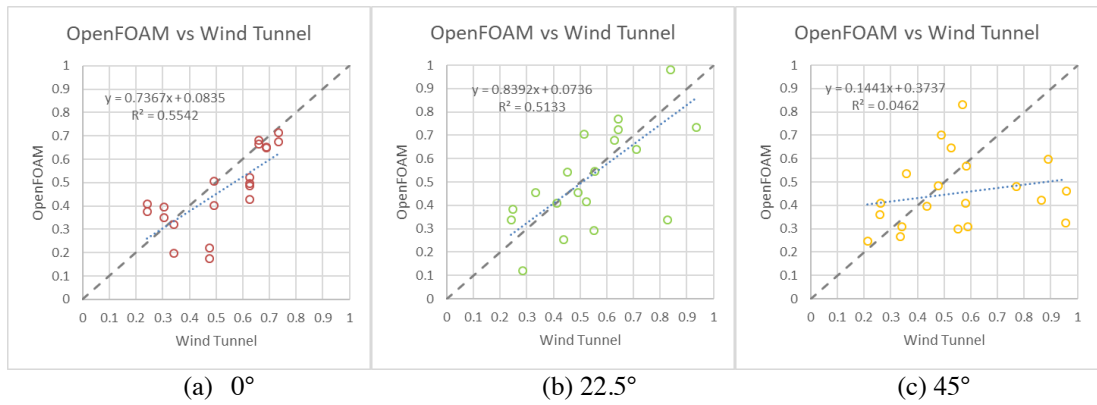 OpenFOAM vs Wind Tunnel
y = 0.7367x + 0.0835
R² = 0.5542
OpenFOAM
1
0.9
0.8
0.7
0.6
0.5
0.4
0.3
0.2
0.1
0
0 0.1 0.2 0.3 0.4 0.5 0.6 0.7 0.8 0.9 1
Wind Tunnel
(a) 0°
OpenFOAM vs Wind Tunnel
y = 0.8392x + 0.0736
R² = 0.5133
OpenFOAM
1
0.9
0.8
0.7
0.6
0.5
0.4
0.3
0.2
0.1
0
0 0.1 0.2 0.3 0.4 0.5 0.6 0.7 0.8 0.9 1
Wind Tunnel
(b) 22.5°
OpenFOAM vs Wind Tunnel
y = 0.1441x + 0.3737
R² = 0.0462
OpenFOAM
1
0.9
0.8
0.7
0.6
0.5
0.4
0.3
0.2
0.1
0
0 0.1 0.2 0.3 0.4 0.5 0.6 0.7 0.8 0.9 1
Wind Tunnel
(c) 45°